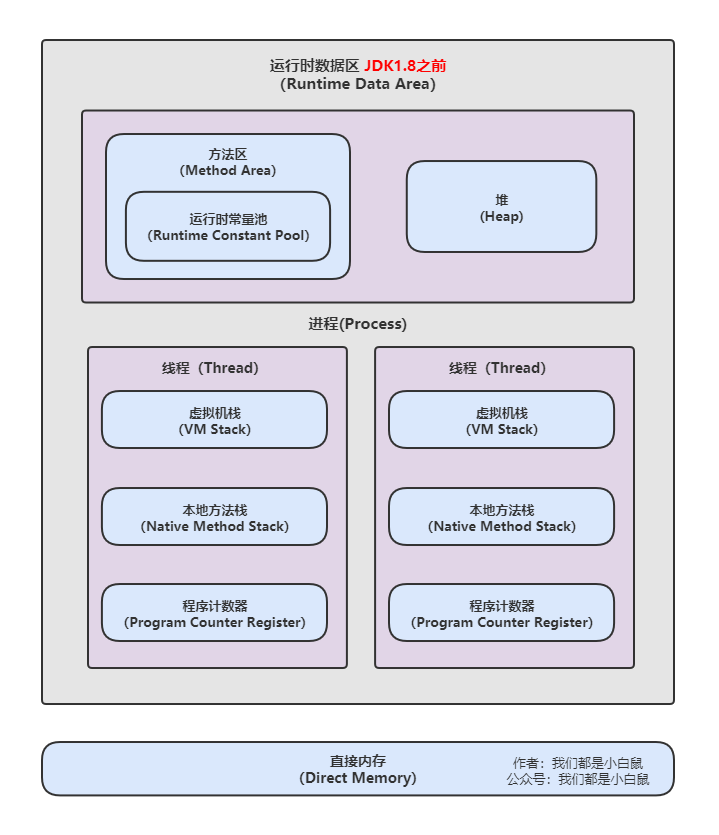 运行时数据区 JDK1.8之前
(Runtime Data Area)
方法区
(Method Area)
运行时常量池
(Runtime Constant Pool)
堆
(Heap)
进程(Process)
线程（Thread）
虚拟机栈
(VM Stack)
本地方法栈
(Native Method Stack)
程序计数器
(Program Counter Register)
线程（Thread）
虚拟机栈
(VM Stack)
本地方法栈
(Native Method Stack)
程序计数器
(Program Counter Register)
直接内存
(Direct Memory)
作者：我们都是小白鼠
公众号：我们都是小白鼠